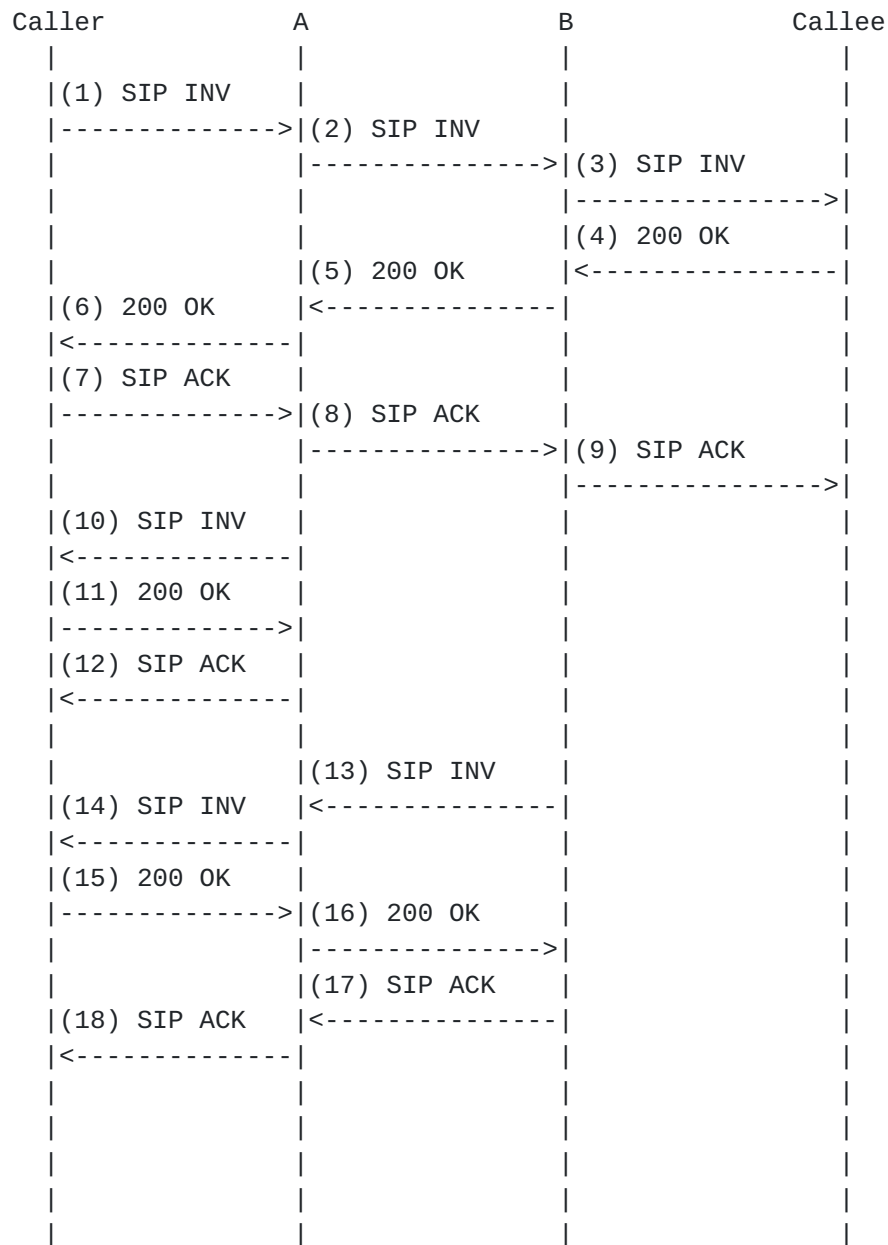 Caller A B Callee
(1) SIP INV
(2) SIP INV
(3) SIP INV
(4) 200 OK
(5) 200 OK
(6) 200 OK
(7) SIP ACK
(8) SIP ACK
(9) SIP ACK
(10) SIP INV
(11) 200 OK
(12) SIP ACK
(13) SIP INV
(14) SIP INV
(15) 200 OK
(16) 200 OK
(17) SIP ACK
(18) SIP ACK